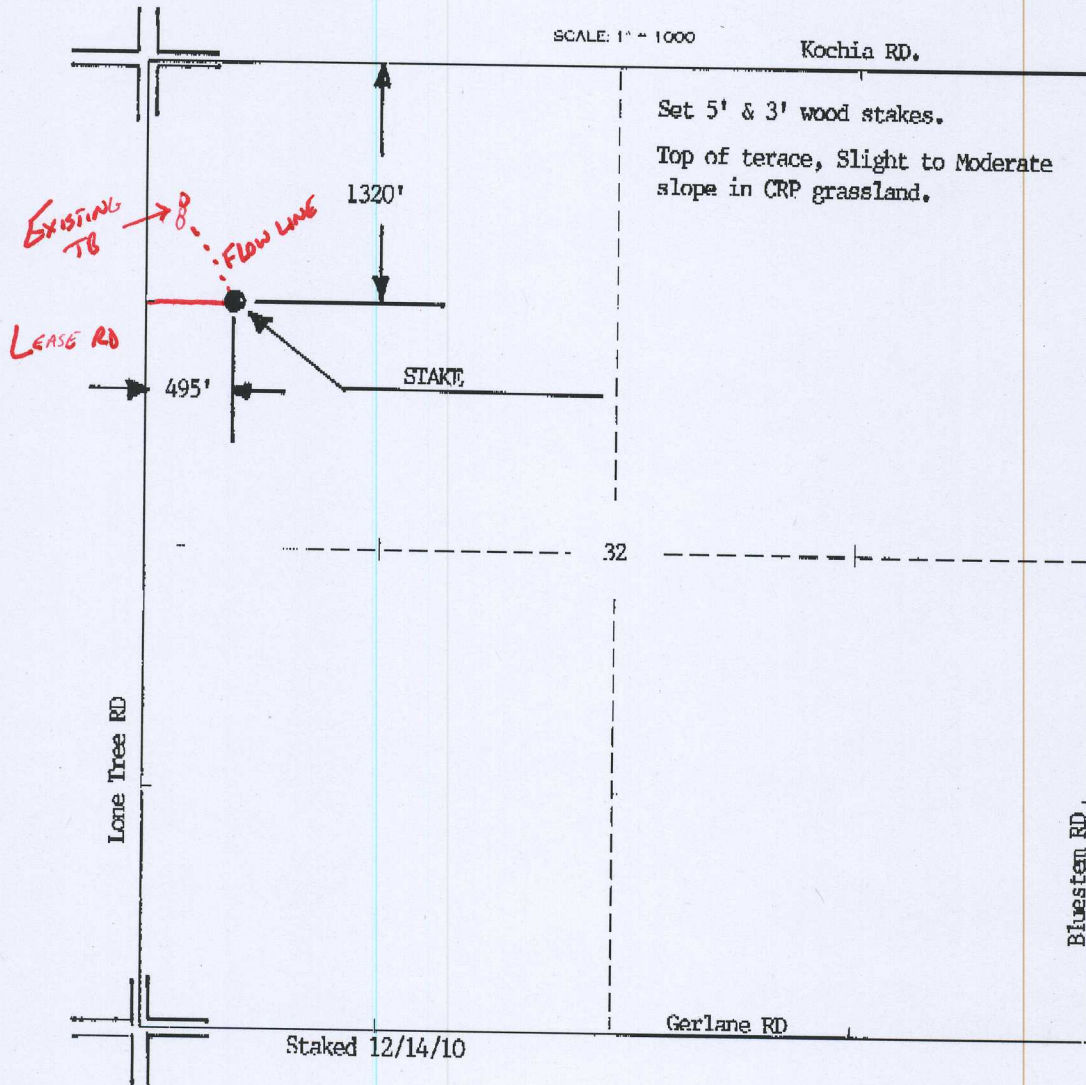 SCALE: 1" = 1000
Kochia RD.
Set 5' & 3' wood stakes.
Top of terace, Slight to Moderate
slope in CRP grassland.
1320'
EXISTING
TB
FLOW LINE
LEASE RD
STAKE
495'
32
Lone Tree RD
Bluestem RD.
Gerlane RD
Staked 12/14/10